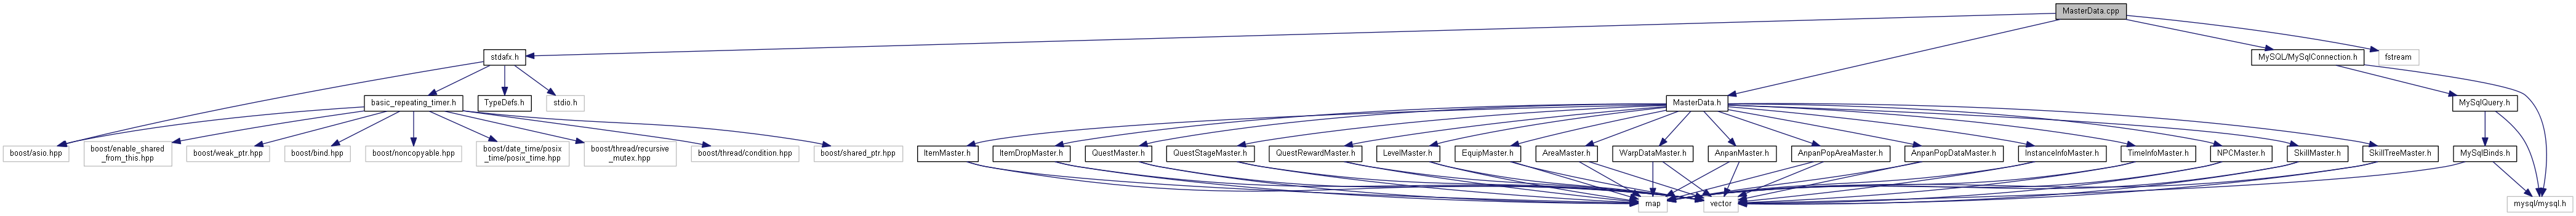 MasterData.cpp
stdafx.h
MySQL/MySqlConnection.h
fstream
basic_repeating_timer.h
TypeDefs.h
stdio.h
MasterData.h
MySqlQuery.h
boost/asio.hpp
boost/enable_shared
_from_this.hpp
boost/weak_ptr.hpp
boost/bind.hpp
boost/noncopyable.hpp
boost/date_time/posix
_time/posix_time.hpp
boost/thread/recursive
_mutex.hpp
boost/thread/condition.hpp
boost/shared_ptr.hpp
ItemMaster.h
ItemDropMaster.h
QuestMaster.h
QuestStageMaster.h
QuestRewardMaster.h
LevelMaster.h
EquipMaster.h
AreaMaster.h
WarpDataMaster.h
AnpanMaster.h
AnpanPopAreaMaster.h
AnpanPopDataMaster.h
InstanceInfoMaster.h
TimeInfoMaster.h
NPCMaster.h
SkillMaster.h
SkillTreeMaster.h
MySqlBinds.h
map
vector
mysql/mysql.h